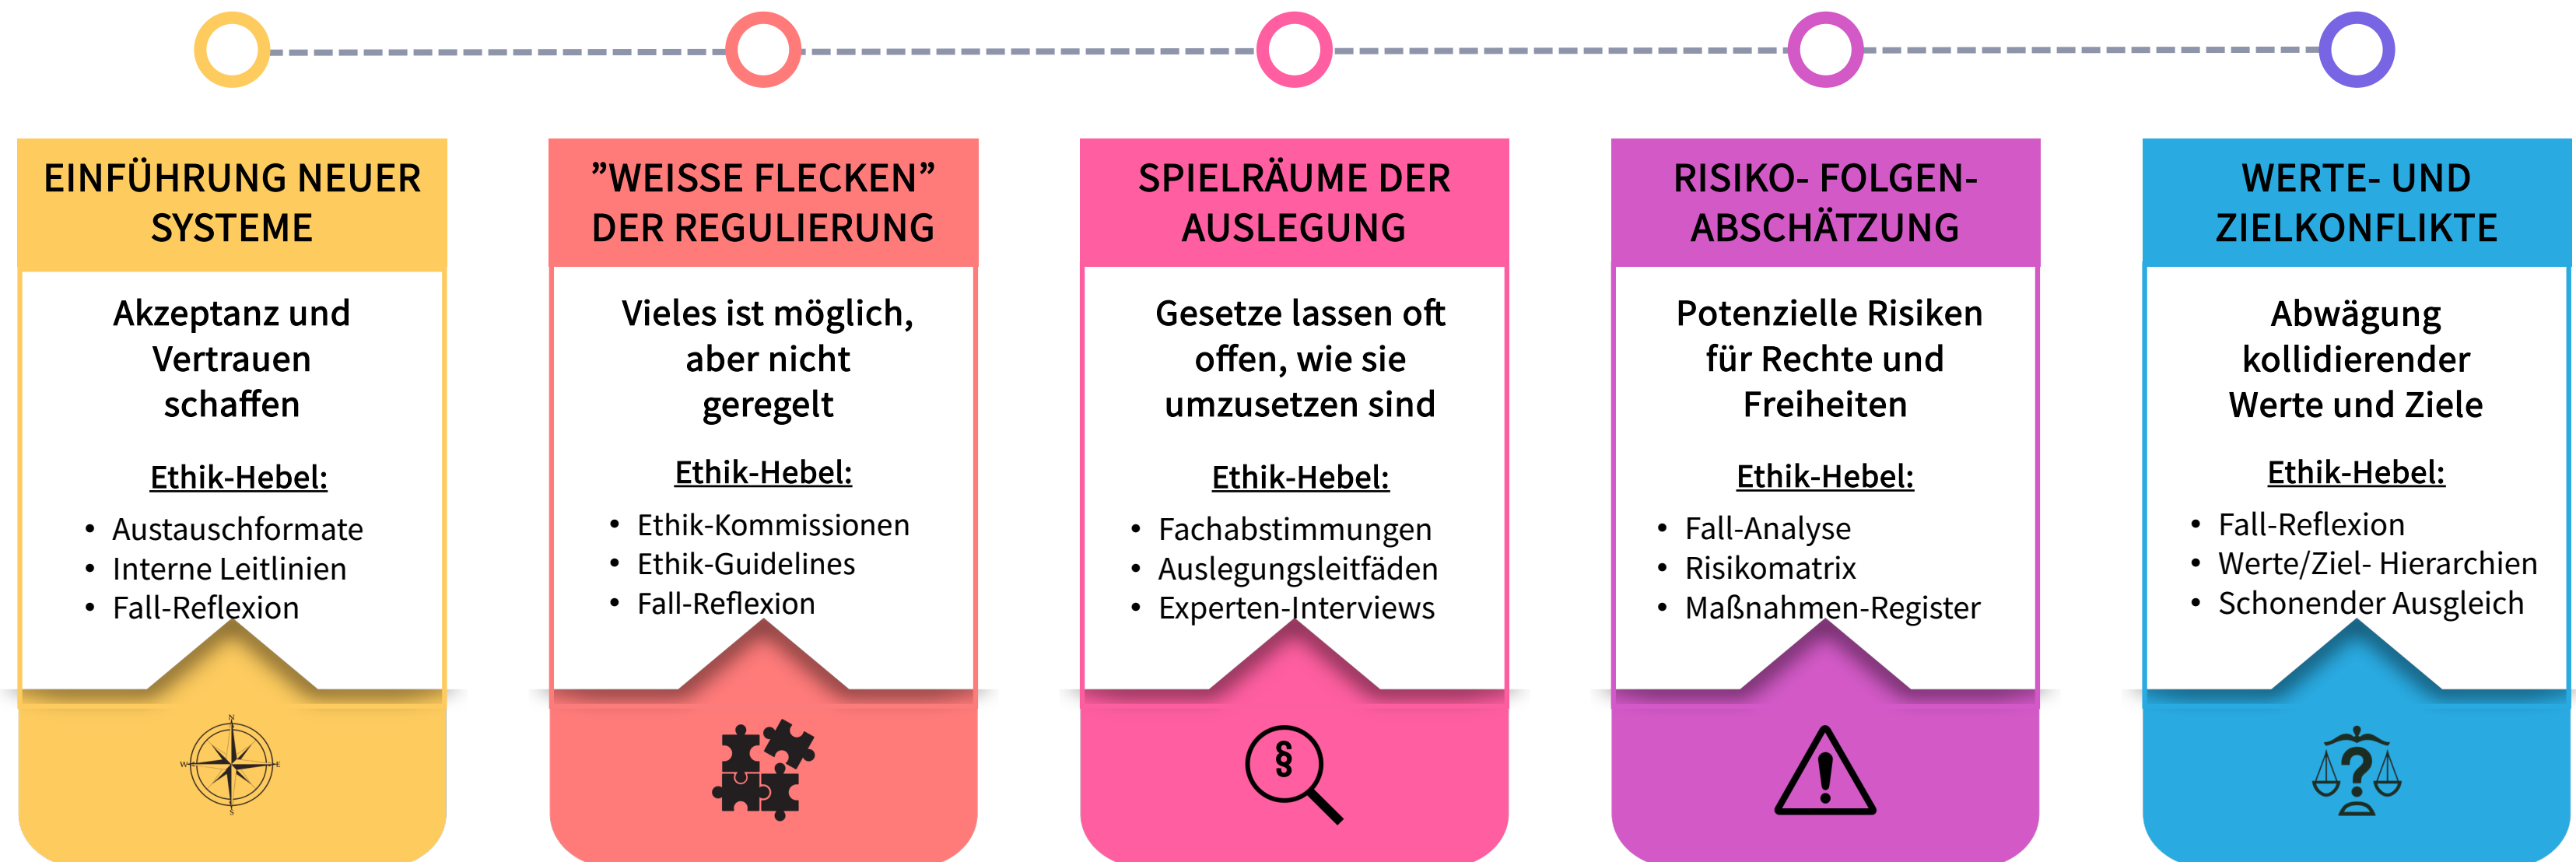 EINFÜHRUNG NEUER
SYSTEME
Akzeptanz und
Vertrauen
schaffen
Ethik-Hebel:
• Austauschformate
• Interne Leitlinien
• Fall-Reflexion
N
W
E
S
”WEISSE FLECKEN”
DER REGULIERUNG
Vieles ist möglich,
aber nicht
geregelt
Ethik-Hebel:
• Ethik-Kommissionen
• Ethik-Guidelines
• Fall-Reflexion
SPIELRÄUME DER
AUSLEGUNG
Gesetze lassen oft
offen, wie sie
umzusetzen sind
Ethik-Hebel:
• Fachabstimmungen
• Auslegungsleitfäden
• Experten-Interviews
§
RISIKO- FOLGEN-
ABSCHÄTZUNG
Potenzielle Risiken
für Rechte und
Freiheiten
Ethik-Hebel:
• Fall-Analyse
• Risikomatrix
• Maßnahmen-Register
!
WERTE- UND
ZIELKONFLIKTE
Abwägung
kollidierender
Werte und Ziele
Ethik-Hebel:
• Fall-Reflexion
• Werte/Ziel- Hierarchien
• Schonender Ausgleich
?